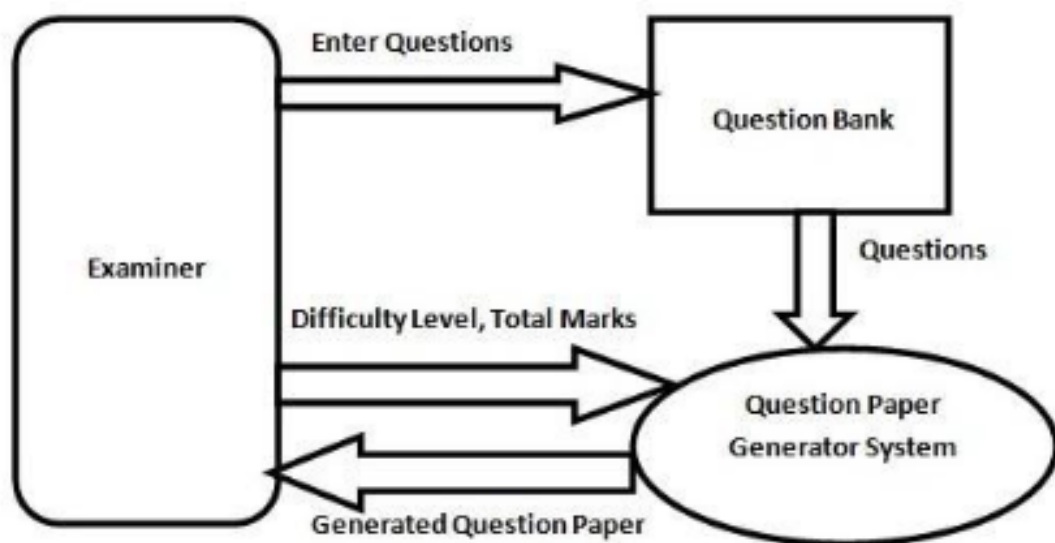 Enter Questions
Question Bank
Examiner
Questions
Difficulty Level, Total Marks
Question Paper
Generator System
Generated Question Paper